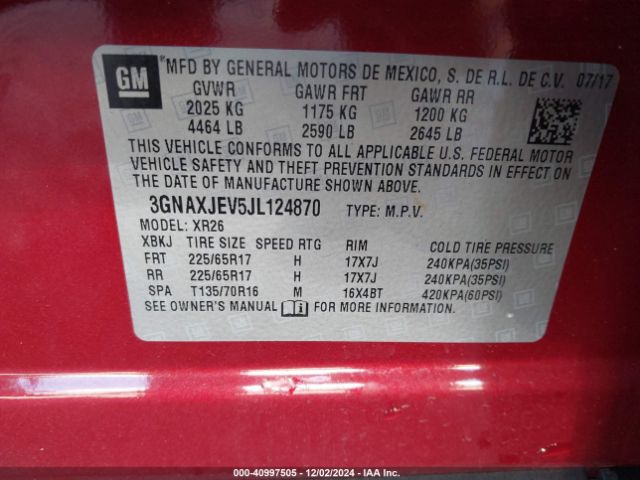 GM
MFD BY GENERAL MOTORS DE MEXICO, S. DE R.L. DE C.V. 07/17
GVWR GAWR FRT GAWR RR
2025 KG 1175 KG 1200 KG
4464 LB 2590 LB 2645 LB
THIS VEHICLE CONFORMS TO ALL APPLICABLE U.S. FEDERAL MOTOR
VEHICLE SAFETY AND THEFT PREVENTION STANDARDS IN EFFECT ON
THE DATE OF MANUFACTURE SHOWN ABOVE.
3GNAXJEV5JL124870 TYPE: M.P.V.
MODEL: XR26
XBKJ TIRE SIZE SPEED RTG RIM COLD TIRE PRESSURE
FRT 225/65R17 H 17X7J 240KPA(35PSI)
RR 225/65R17 H 17X7J 240KPA(35PSI)
SPA T135/70R16 M 16X4BT 420KPA(60PSI)
SEE OWNER'S MANUAL i FOR MORE INFORMATION.
000-40997505 - 12/02/2024 - IAA Inc.